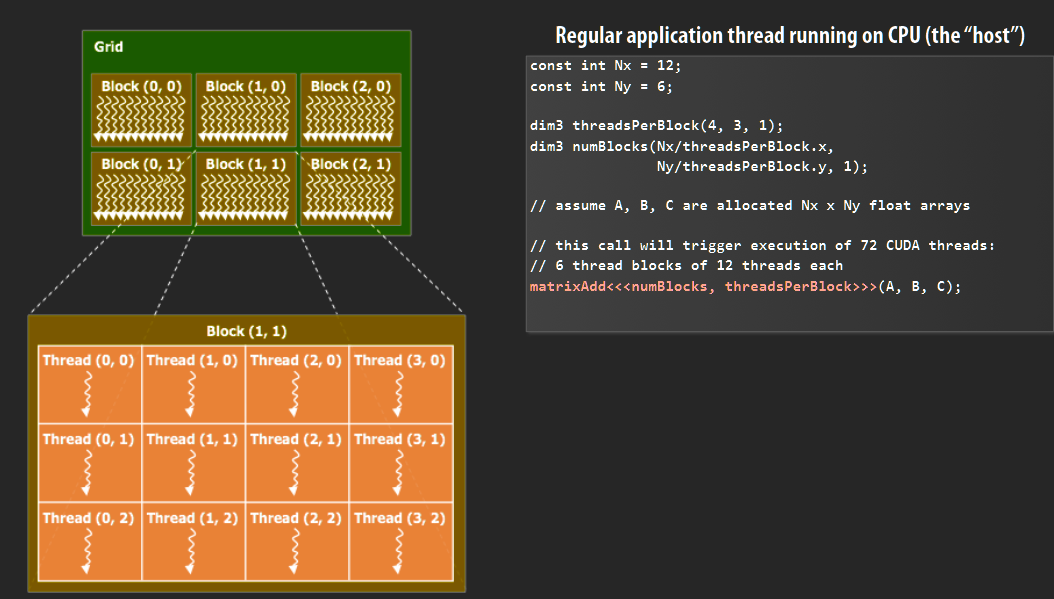 Grid
Block (0, 0) Block (1, 0) Block (2, 0)
Block (0, 1) Block (1, 1) Block (2, 1)
Block (1, 1)
Thread (0, 0) Thread (1, 0) Thread (2, 0) Thread (3, 0)
Thread (0, 1) Thread (1, 1) Thread (2, 1) Thread (3, 1)
Thread (0, 2) Thread (1, 2) Thread (2, 2) Thread (3, 2)
Regular application thread running on CPU (the “host”)
const int Nx = 12;
const int Ny = 6;
dim3 threadsPerBlock(4, 3, 1);
dim3 numBlocks(Nx/threadsPerBlock.x,
Ny/threadsPerBlock.y, 1);
// assume A, B, C are allocated Nx x Ny float arrays
// this call will trigger execution of 72 CUDA threads:
// 6 thread blocks of 12 threads each
matrixAdd<<<numBlocks, threadsPerBlock>>>(A, B, C);